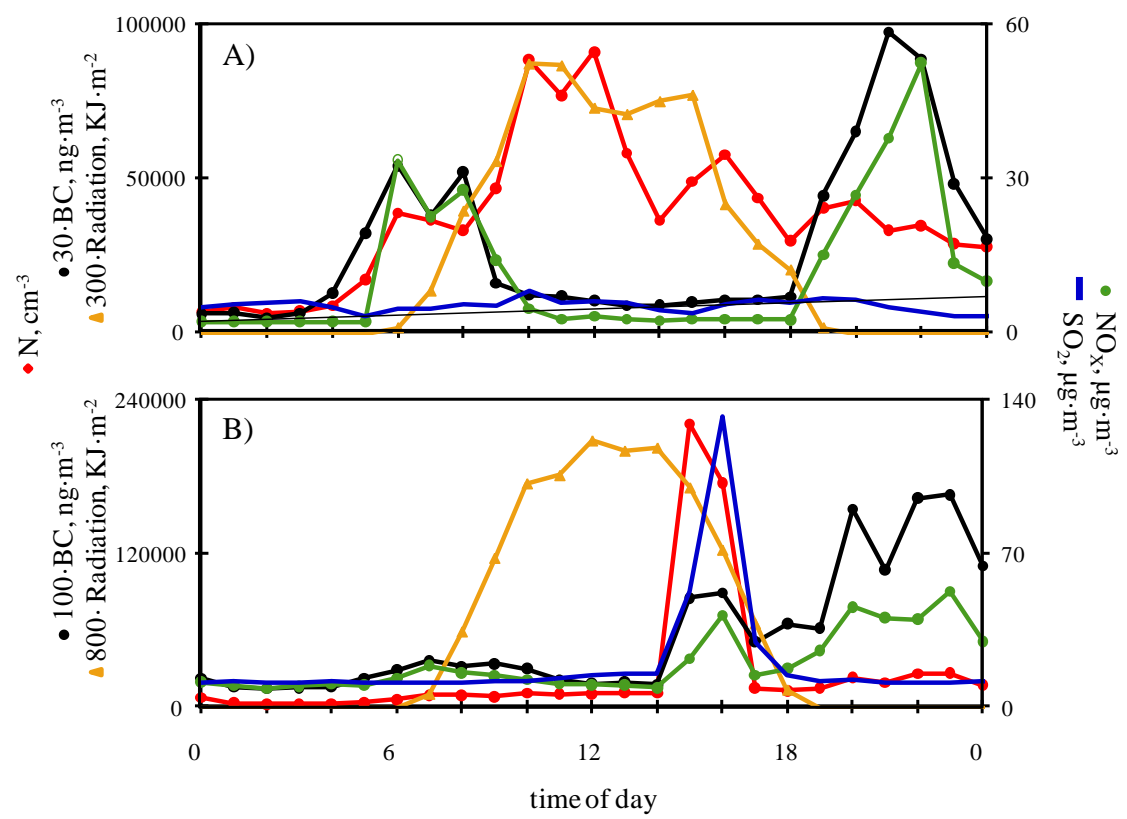 A)
100000
50000
0
60
30
0
• N, cm⁻³
• 30·BC, ng·m⁻³
▲ 300·Radiation, KJ·m⁻²
• NOₓ, µg·m⁻³
▬ SO₂, µg·m⁻³
B)
240000
120000
0
140
70
0
• 100·BC, ng·m⁻³
▲ 800· Radiation, KJ·m⁻²
0 6 12 18 0
time of day